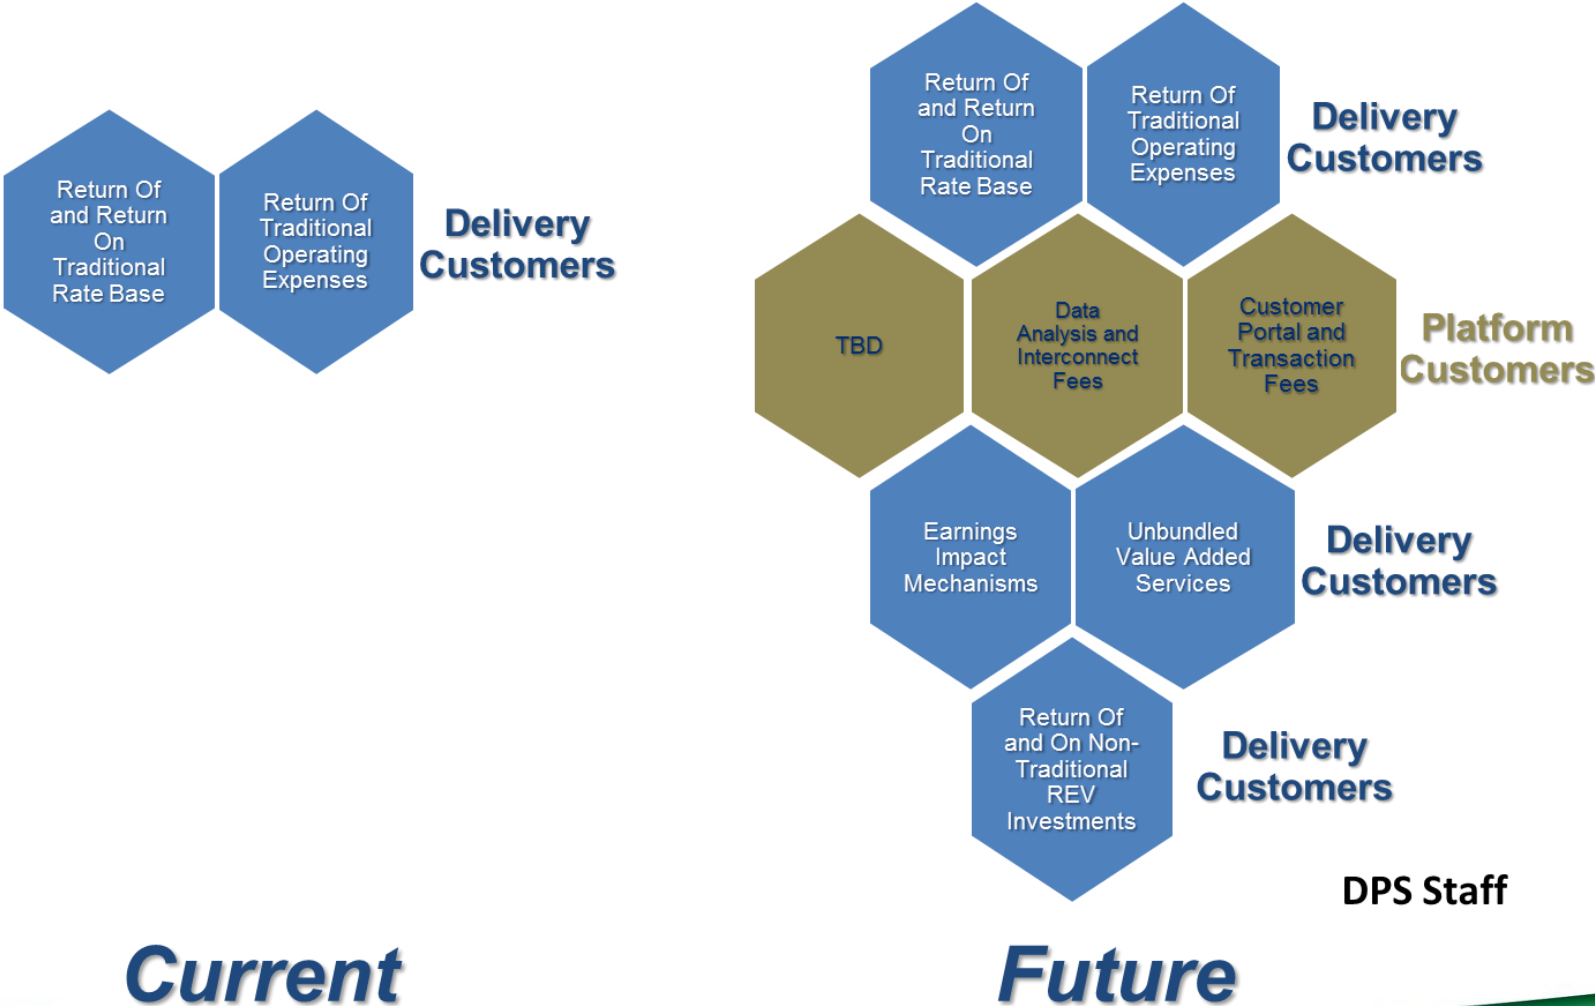 Return Of
and Return
On
Traditional
Rate Base
Return Of
Traditional
Operating
Expenses
Delivery
Customers
Current
Return Of
and Return
On
Traditional
Rate Base
Return Of
Traditional
Operating
Expenses
Delivery
Customers
TBD
Data
Analysis and
Interconnect
Fees
Customer
Portal and
Transaction
Fees
Platform
Customers
Earnings
Impact
Mechanisms
Unbundled
Value Added
Services
Delivery
Customers
Return Of
and On Non-
Traditional
REV
Investments
Delivery
Customers
DPS Staff
Future